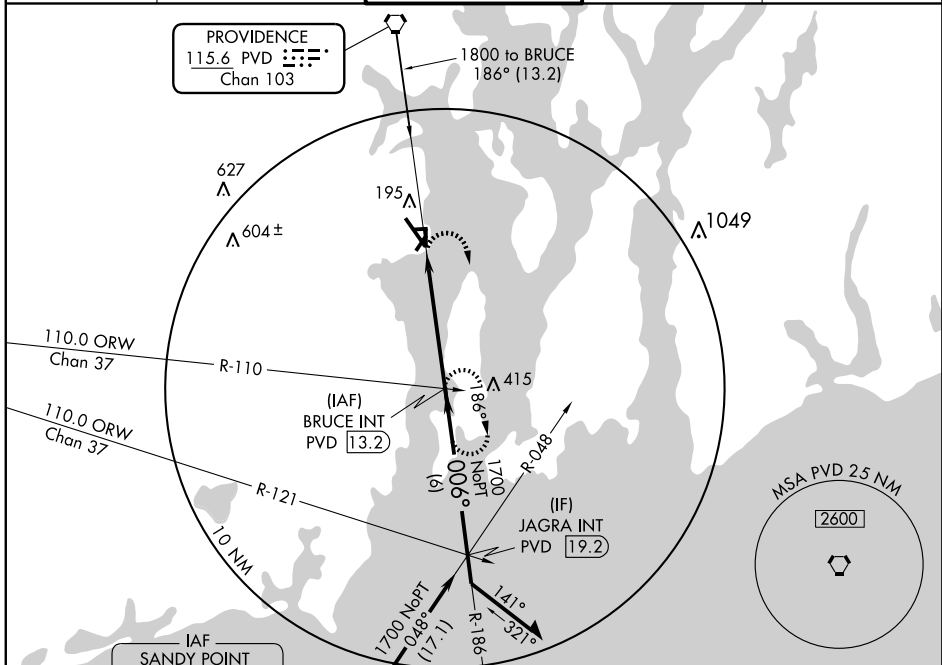 PROVIDENCE
115.6 PVD
Chan 103
1800 to BRUCE
186° (13.2)
627
195
604±
1049
110.0 ORW
Chan 37
R-110
415
(IAF)
BRUCE INT
PVD 13.2
186°
110.0 ORW
Chan 37
R-121
1700
NoPT
006°
(6)
R-048
(IF)
JAGRA INT
PVD 19.2
MSA PVD 25 NM
2600
10 NM
1700 NoPT
048°
(17.1)
141°
321°
R-186
IAF
SANDY POINT